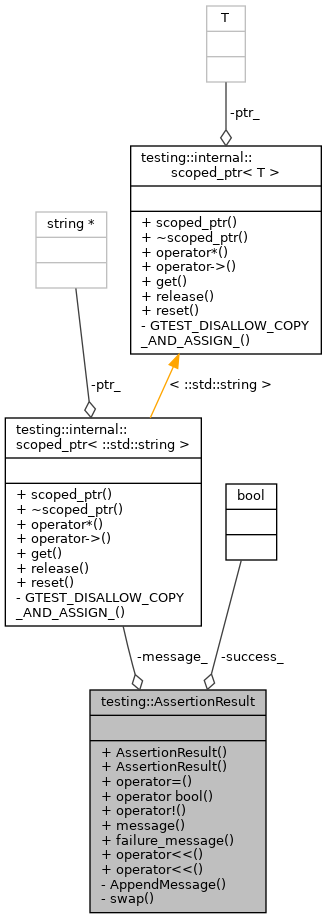 T
-ptr_
testing::internal::
scoped_ptr< T >
+ scoped_ptr()
+ ~scoped_ptr()
+ operator*()
+ operator->()
+ get()
+ release()
+ reset()
- GTEST_DISALLOW_COPY
_AND_ASSIGN_()
string *
-ptr_
< ::std::string >
testing::internal::
scoped_ptr< ::std::string >
+ scoped_ptr()
+ ~scoped_ptr()
+ operator*()
+ operator->()
+ get()
+ release()
+ reset()
- GTEST_DISALLOW_COPY
_AND_ASSIGN_()
bool
-message_
-success_
testing::AssertionResult
+ AssertionResult()
+ AssertionResult()
+ operator=()
+ operator bool()
+ operator!()
+ message()
+ failure_message()
+ operator<<()
+ operator<<()
- AppendMessage()
- swap()